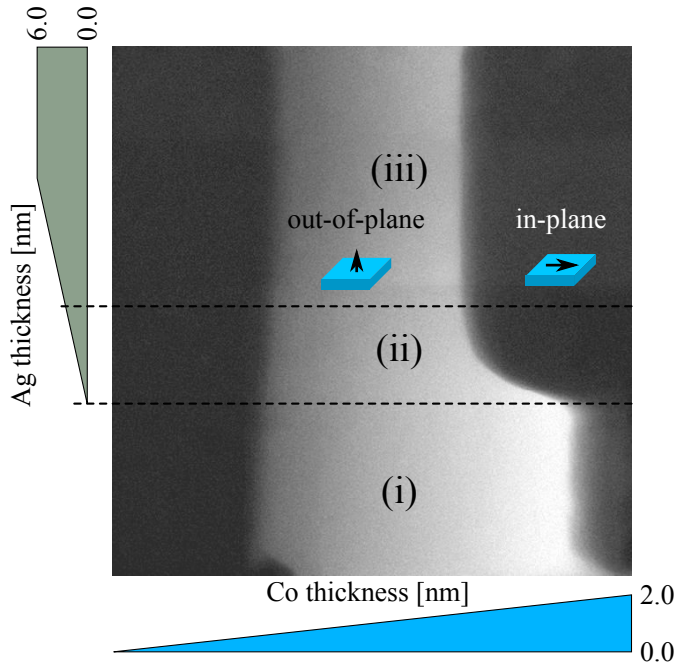 6.0
0.0
Ag thickness [nm]
(iii)
out-of-plane
in-plane
(ii)
(i)
Co thickness [nm]
2.0
0.0